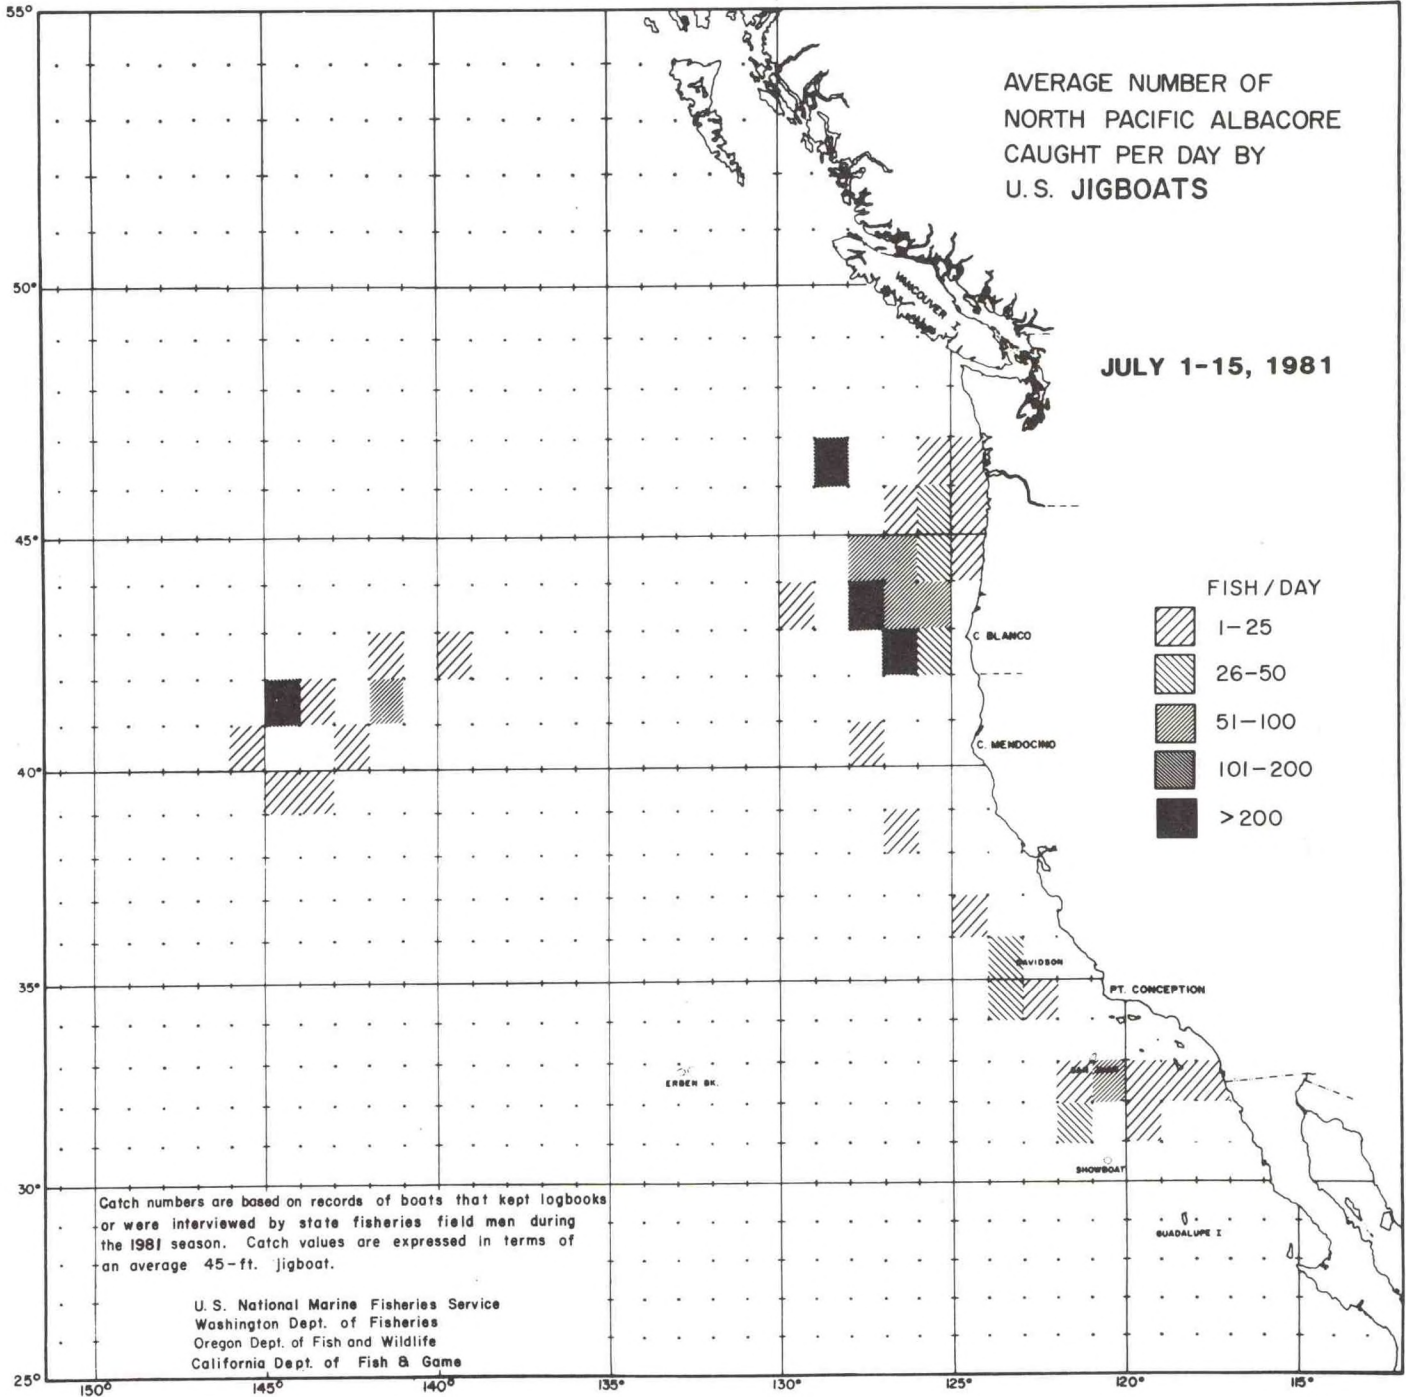 55°
AVERAGE NUMBER OF
NORTH PACIFIC ALBACORE
CAUGHT PER DAY BY
U.S. JIGBOATS
50°
VANCOUVER I
JULY 1-15, 1981
45°
FISH / DAY
1-25
C BLANCO
26-50
51-100
C. MENDOCINO
101-200
40°
>200
DAVIDSON
35°
PT. CONCEPTION
SAN JUAN
ERBEN BK.
SHOWBOAT
30°
Catch numbers are based on records of boats that kept logbooks
or were interviewed by state fisheries field men during
the 1981 season. Catch values are expressed in terms of
an average 45-ft. jigboat.
GUADALUPE I
U.S. National Marine Fisheries Service
Washington Dept. of Fisheries
Oregon Dept. of Fish and Wildlife
California Dept. of Fish & Game
25°
150° 145° 140° 135° 130° 125° 120° 115°